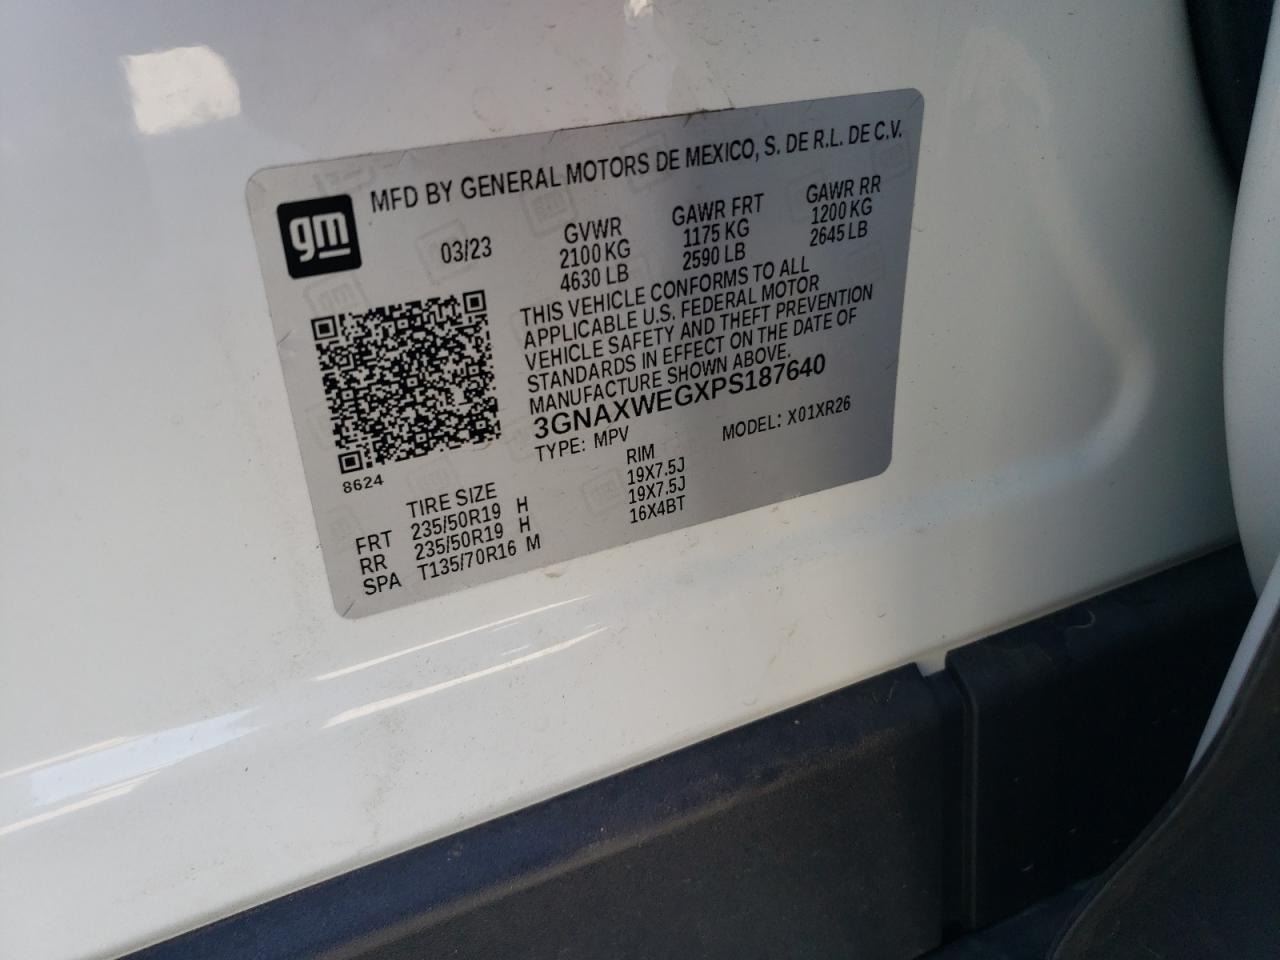 MFD BY GENERAL MOTORS DE MEXICO, S. DE R.L. DE C.V.
gm
03/23
GVWR
2100 KG
4630 LB
GAWR FRT
1175 KG
2590 LB
GAWR RR
1200 KG
2645 LB
THIS VEHICLE CONFORMS TO ALL
APPLICABLE U.S. FEDERAL MOTOR
VEHICLE SAFETY AND THEFT PREVENTION
STANDARDS IN EFFECT ON THE DATE OF
MANUFACTURE SHOWN ABOVE.
3GNAXWEGXPS187640
TYPE: MPV MODEL: X01XR26
8624
TIRE SIZE RIM
FRT 235/50R19 H 19X7.5J
RR 235/50R19 H 19X7.5J
SPA T135/70R16 M 16X4BT